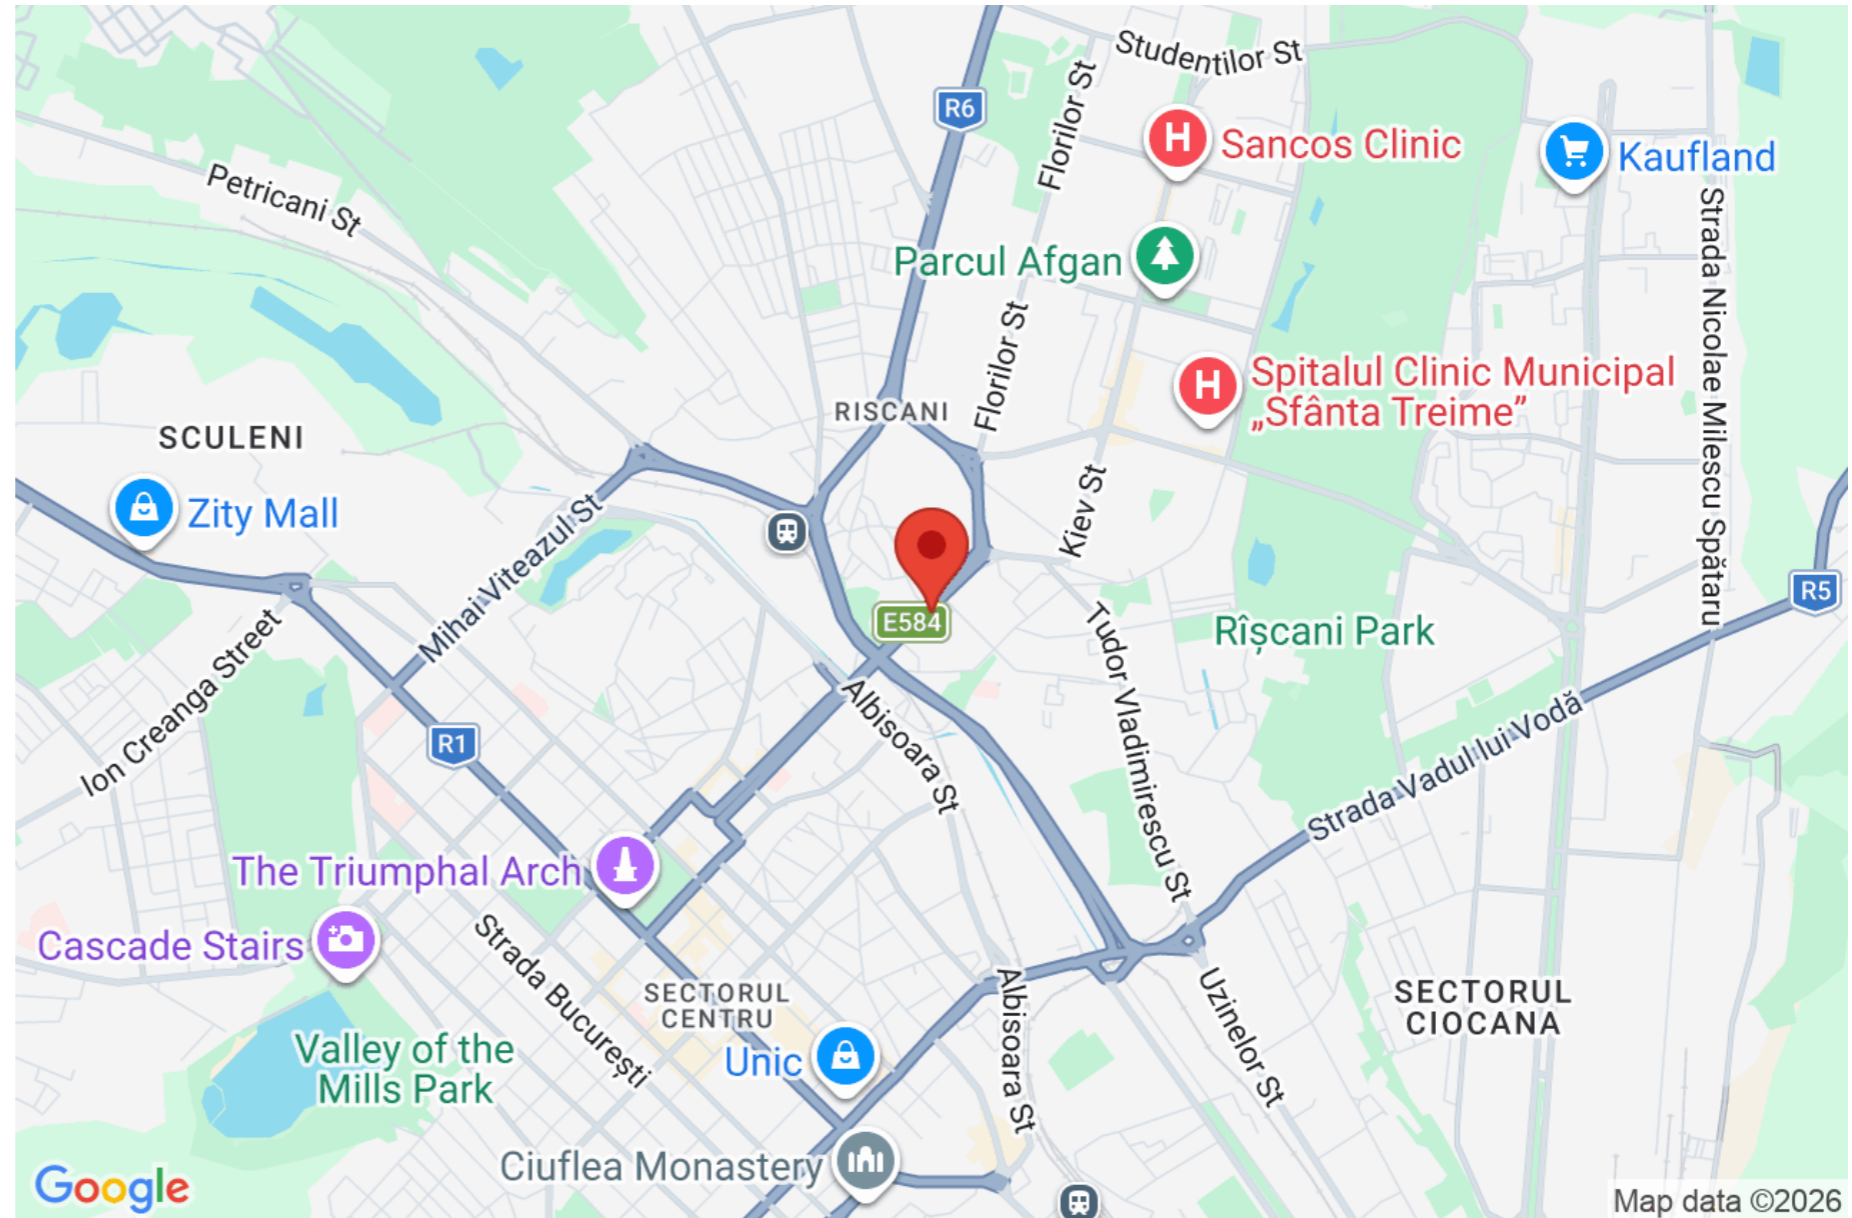 Studentilor St
R6
Florilor St
Sancos Clinic
Kaufland
Petricani St
Strada Nicolae Milescu Spătaru
Parcul Afgan
Florilor St
Spitalul Clinic Municipal
„Sfânta Treime”
RISCANI
SCULENI
Zity Mall
Mihai Viteazul St
Kiev St
R5
E584
Ion Creanga Street
Tudor Vladimirescu St
Rîșcani Park
Albisoara St
R1
Strada Vadul lui Vodă
The Triumphal Arch
Cascade Stairs
Strada București
SECTORUL
CENTRU
Albisoara St
Uzinelor St
SECTORUL
CIOCANA
Valley of the
Mills Park
Unic
Ciuflea Monastery
Google
Map data ©2026